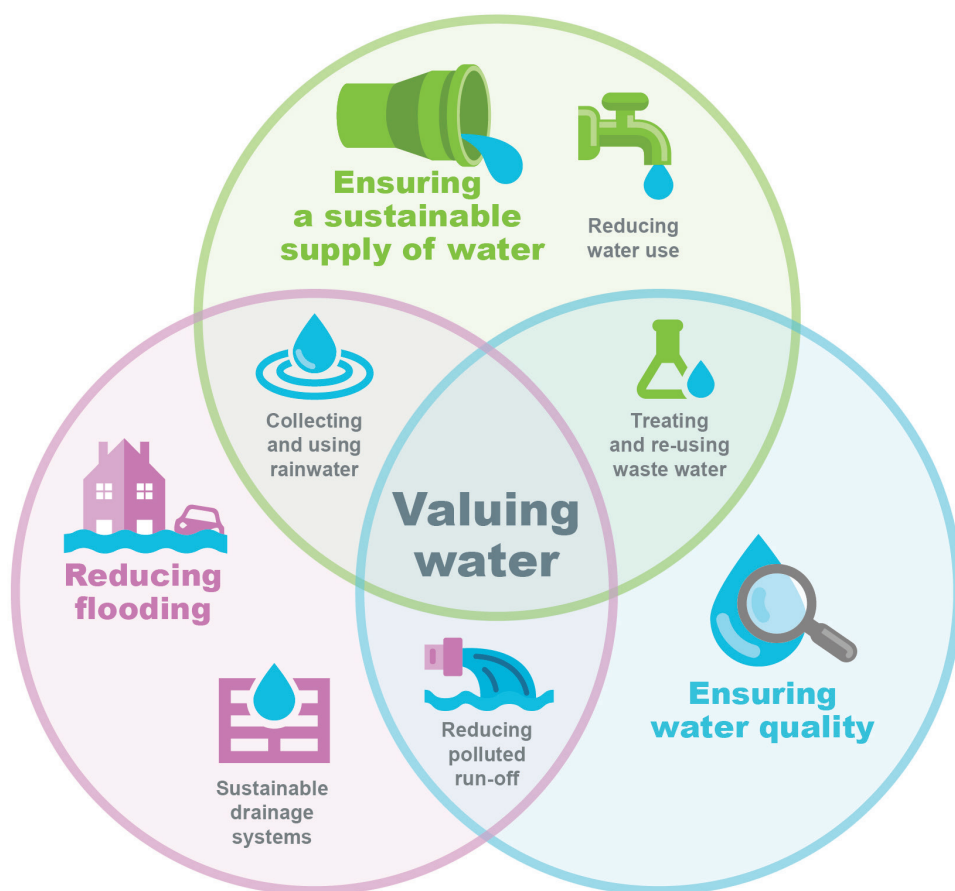 Ensuring
a sustainable
supply of water
Reducing
water use
Collecting
and using
rainwater
Treating
and re-using
waste water
Valuing
water
Reducing
flooding
Ensuring
water quality
Reducing
polluted
run-off
Sustainable
drainage
systems